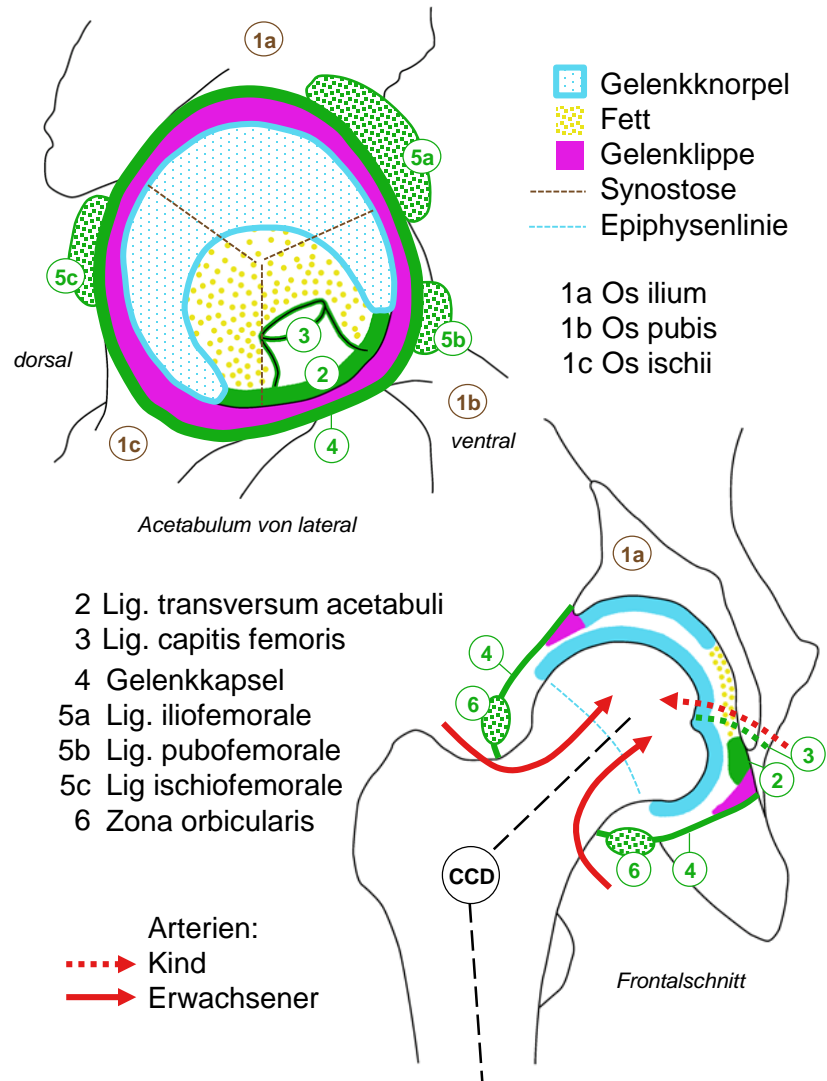 1a
5a
5c
3
5b
dorsal
2
1b
1c
4
ventral
Acetabulum von lateral
Gelenkknorpel
Fett
Gelenklippe
Synostose
Epiphysenlinie
1a Os ilium
1b Os pubis
1c Os ischii
2 Lig. transversum acetabuli
3 Lig. capitis femoris
4 Gelenkkapsel
5a Lig. iliofemorale
5b Lig. pubofemorale
5c Lig ischiofemorale
6 Zona orbicularis
1a
4
6
3
2
6
4
CCD
Frontalschnitt
Arterien:
Kind
Erwachsener